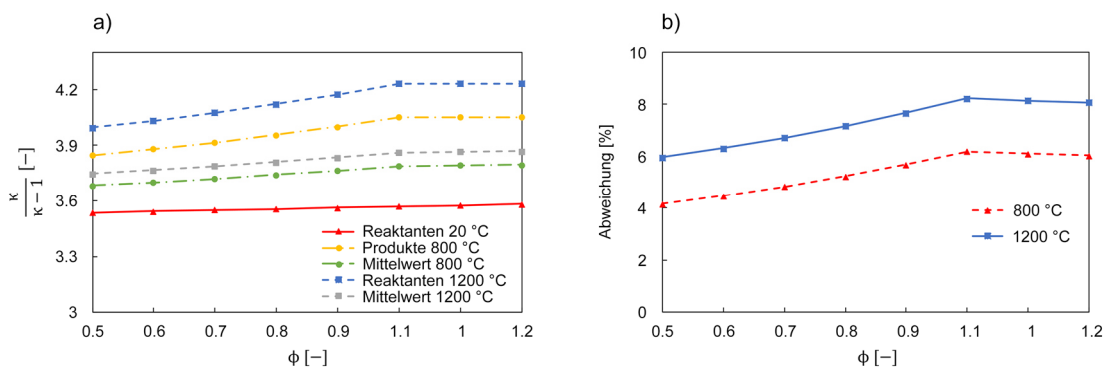 a)
κ
κ − 1
[−]
4.2
3.9
3.6
3.3
3
Reaktanten 20 °C
Produkte 800 °C
Mittelwert 800 °C
Reaktanten 1200 °C
Mittelwert 1200 °C
0.5 0.6 0.7 0.8 0.9 1.1 1 1.2
ϕ [−]
b)
Abweichung [%]
10
8
6
4
2
0
800 °C
1200 °C
0.5 0.6 0.7 0.8 0.9 1.1 1 1.2
ϕ [−]